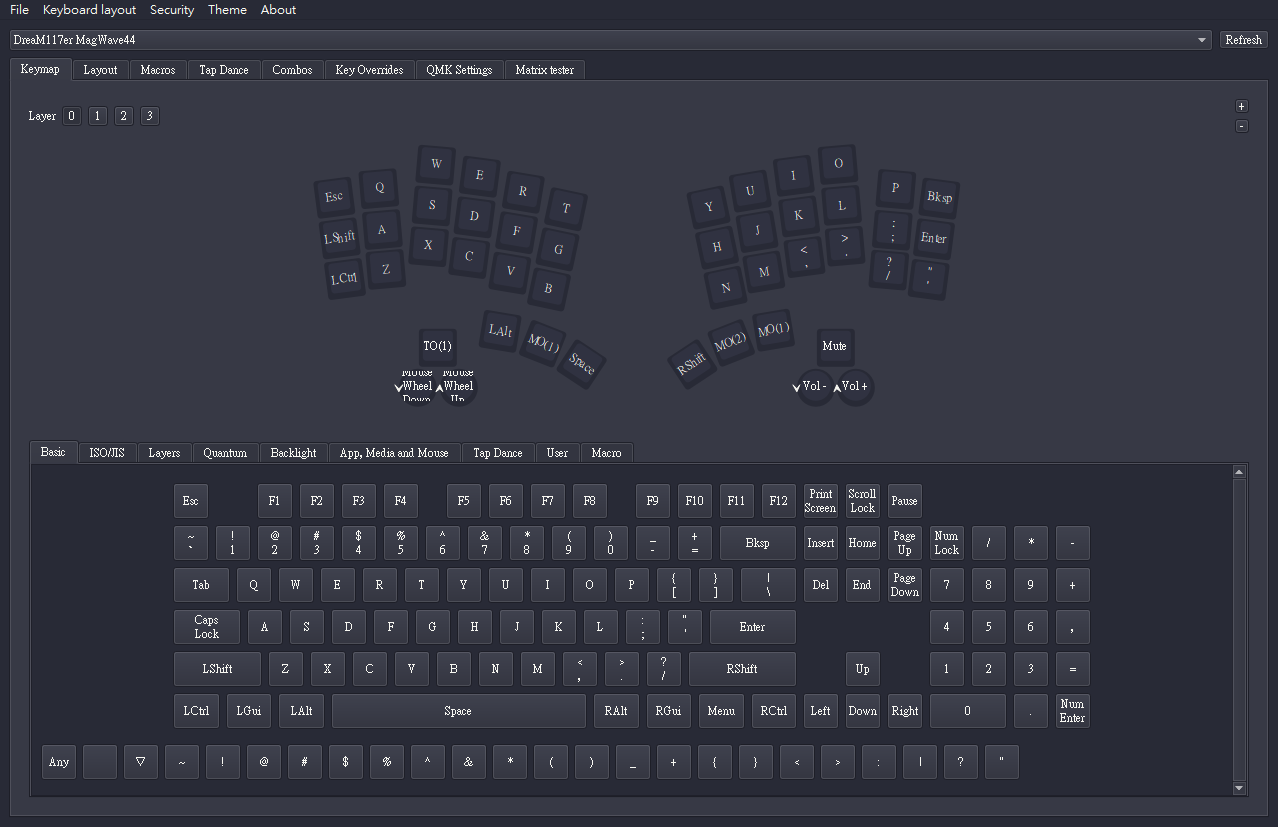 File Keyboard layout Security Theme About
DreaM117er MagWave44 Refresh
Keymap Layout Macros Tap Dance Combos Key Overrides QMK Settings Matrix tester
Layer 0 1 2 3 +
-
Esc Q W E R T Y U I O P Bksp
LShift A S D F G H J K L : ; Enter
LCtrl Z X C V B N M < , > . ? / " '
LAlt MO(1) Space RShift MO(2) MO(1)
TO(1) Mute
Mouse Wheel Down Mouse Wheel Up Vol - Vol +
Basic ISO/JIS Layers Quantum Backlight App, Media and Mouse Tap Dance User Macro
Esc F1 F2 F3 F4 F5 F6 F7 F8 F9 F10 F11 F12 Print Screen Scroll Lock Pause
~ ` ! 1 @ 2 # 3 $ 4 % 5 ^ 6 & 7 * 8 ( 9 ) 0 _ - + = Bksp Insert Home Page Up Num Lock / * -
Tab Q W E R T Y U I O P { [ } ] | \ Del End Page Down 7 8 9 +
Caps Lock A S D F G H J K L : ; " ' Enter 4 5 6 ,
LShift Z X C V B N M < , > . ? / RShift Up 1 2 3 =
LCtrl LGui LAlt Space RAlt RGui Menu RCtrl Left Down Right 0 . Num Enter
Any ▽ ~ ! @ # $ % ^ & * ( ) _ + { } < > : | ? "